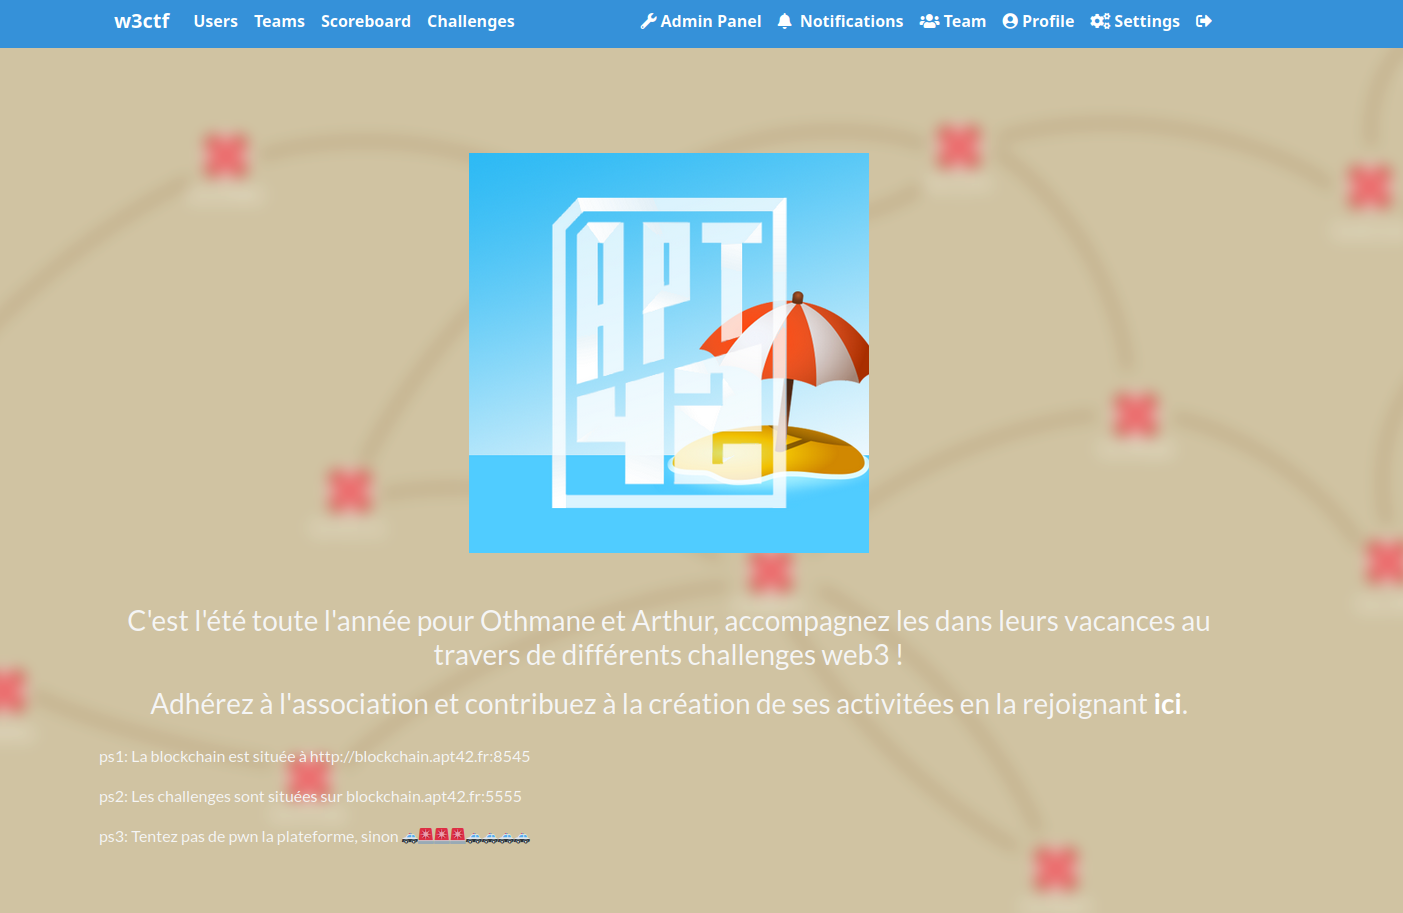 w3ctf Users Teams Scoreboard Challenges Admin Panel Notifications Team Profile Settings
APT
42
C'est l'été toute l'année pour Othmane et Arthur, accompagnez les dans leurs vacances au
travers de différents challenges web3 !
Adhérez à l'association et contribuez à la création de ses activitées en la rejoignant ici.
ps1: La blockchain est située à http://blockchain.apt42.fr:8545
ps2: Les challenges sont situées sur blockchain.apt42.fr:5555
ps3: Tentez pas de pwn la plateforme, sinon 🚓🚨🚨🚨🚓🚓🚓🚓